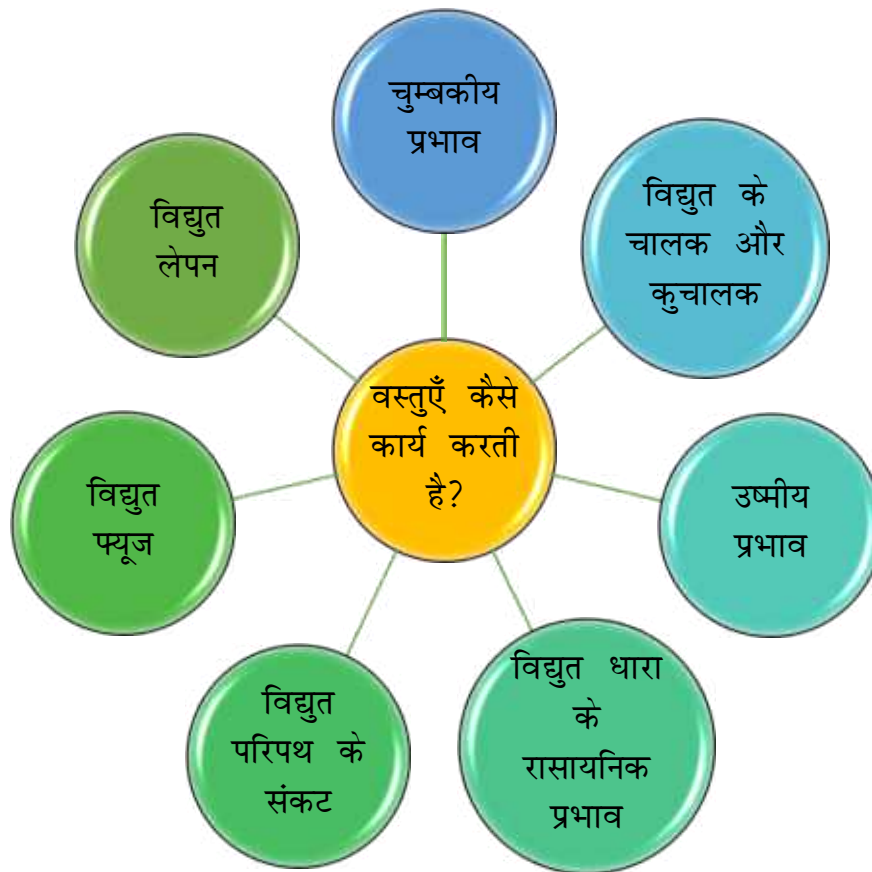 चुम्बकीय
प्रभाव
विद्युत के
चालक और
कुचालक
उष्मीय
प्रभाव
विद्युत धारा
के
रासायनिक
प्रभाव
विद्युत
परिपथ के
संकट
विद्युत
फ्यूज
विद्युत
लेपन
वस्तुएँ कैसे
कार्य करती
है?